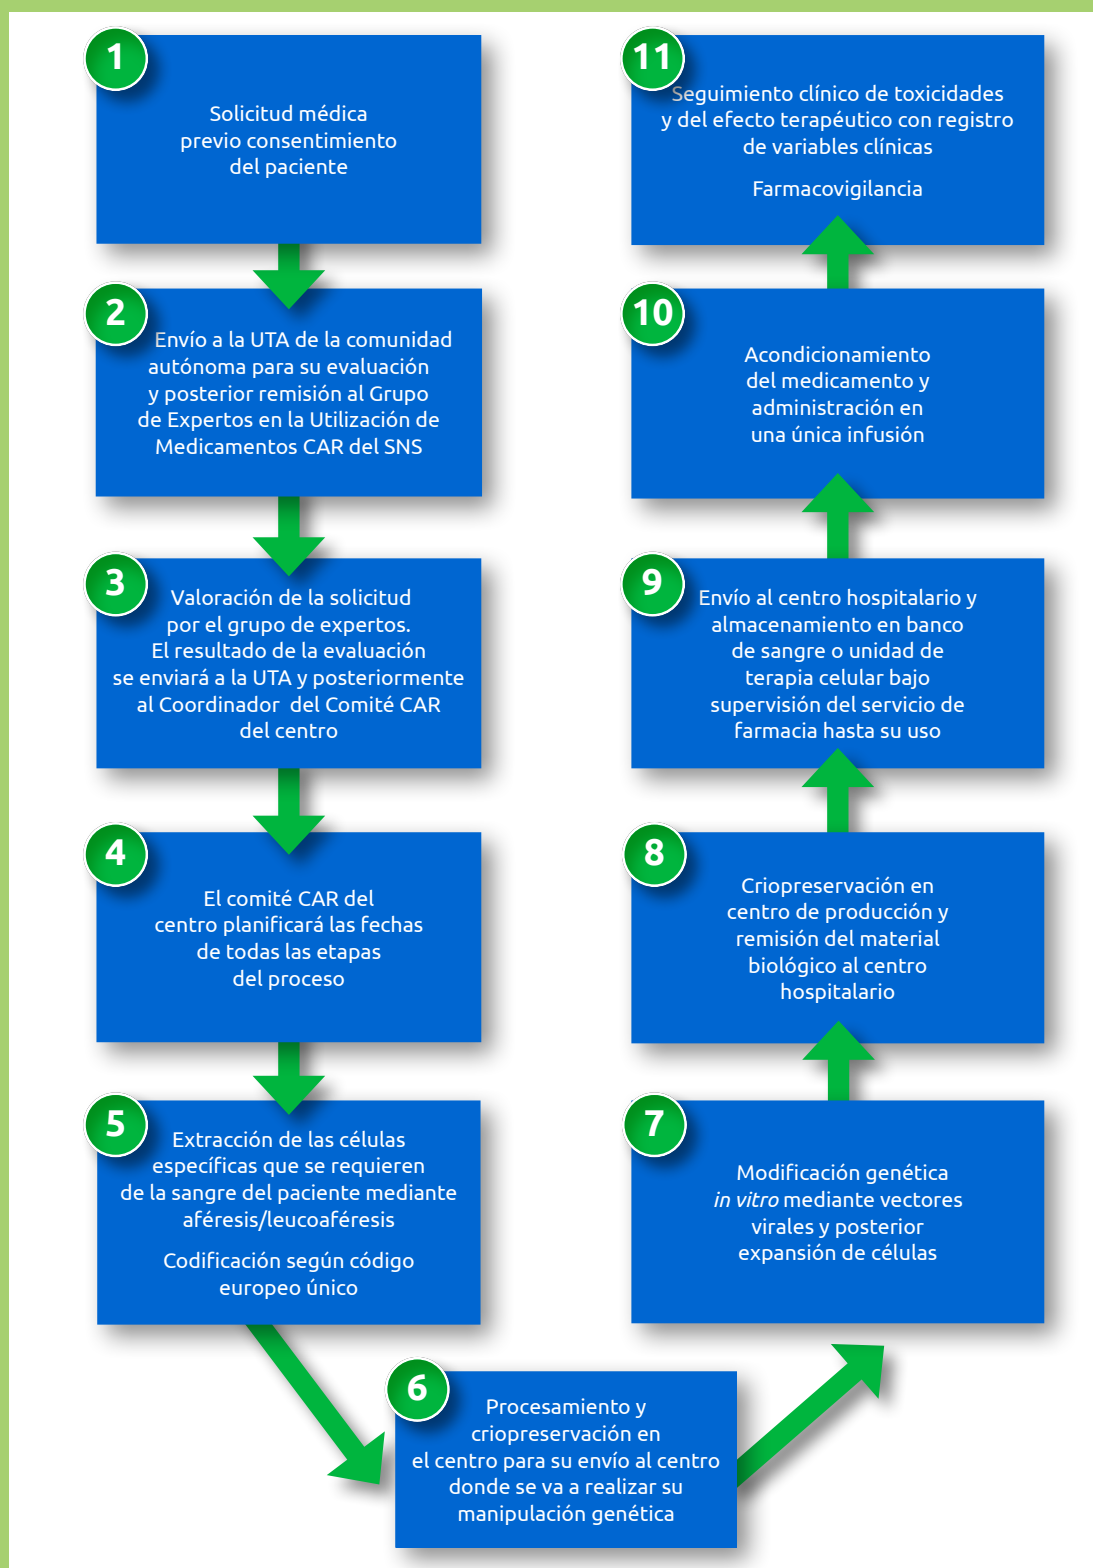 1
Solicitud médica
previo consentimiento
del paciente
2
Envío a la UTA de la comunidad
autónoma para su evaluación
y posterior remisión al Grupo
de Expertos en la Utilización de
Medicamentos CAR del SNS
3
Valoración de la solicitud
por el grupo de expertos.
El resultado de la evaluación
se enviará a la UTA y posteriormente
al Coordinador del Comité CAR
del centro
4
El comité CAR del
centro planificará las fechas
de todas las etapas
del proceso
5
Extracción de las células
específicas que se requieren
de la sangre del paciente mediante
aféresis/leucoaféresis
Codificación según código
europeo único
6
Procesamiento y
criopreservación en
el centro para su envío al centro
donde se va a realizar su
manipulación genética
7
Modificación genética
in vitro mediante vectores
virales y posterior
expansión de células
8
Criopreservación en
centro de producción y
remisión del material
biológico al centro
hospitalario
9
Envío al centro hospitalario y
almacenamiento en banco
de sangre o unidad de
terapia celular bajo
supervisión del servicio de
farmacia hasta su uso
10
Acondicionamiento
del medicamento y
administración en
una única infusión
11
Seguimiento clínico de toxicidades
y del efecto terapéutico con registro
de variables clínicas
Farmacovigilancia